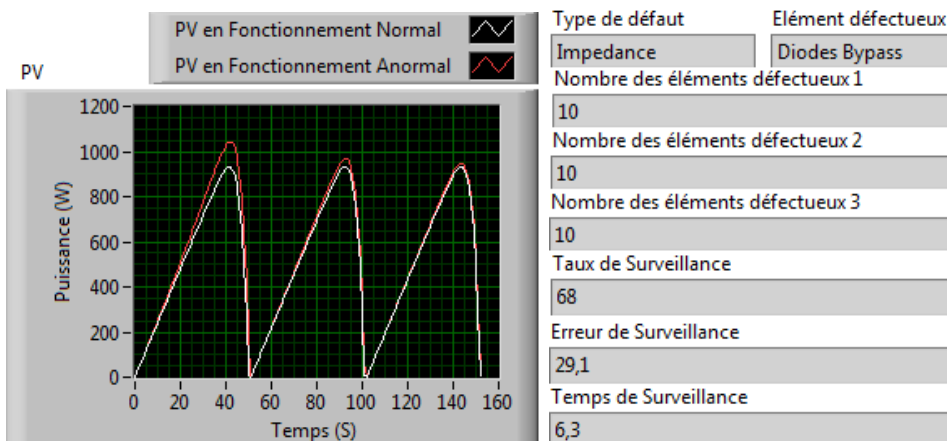 PV en Fonctionnement Normal
PV en Fonctionnement Anormal
PV
1200
1000
800
600
400
200
0
Puissance (W)
0 20 40 60 80 100 120 140 160
Temps (S)
Type de défaut Elément défectueux
Impedance Diodes Bypass
Nombre des éléments défectueux 1
10
Nombre des éléments défectueux 2
10
Nombre des éléments défectueux 3
10
Taux de Surveillance
68
Erreur de Surveillance
29,1
Temps de Surveillance
6,3